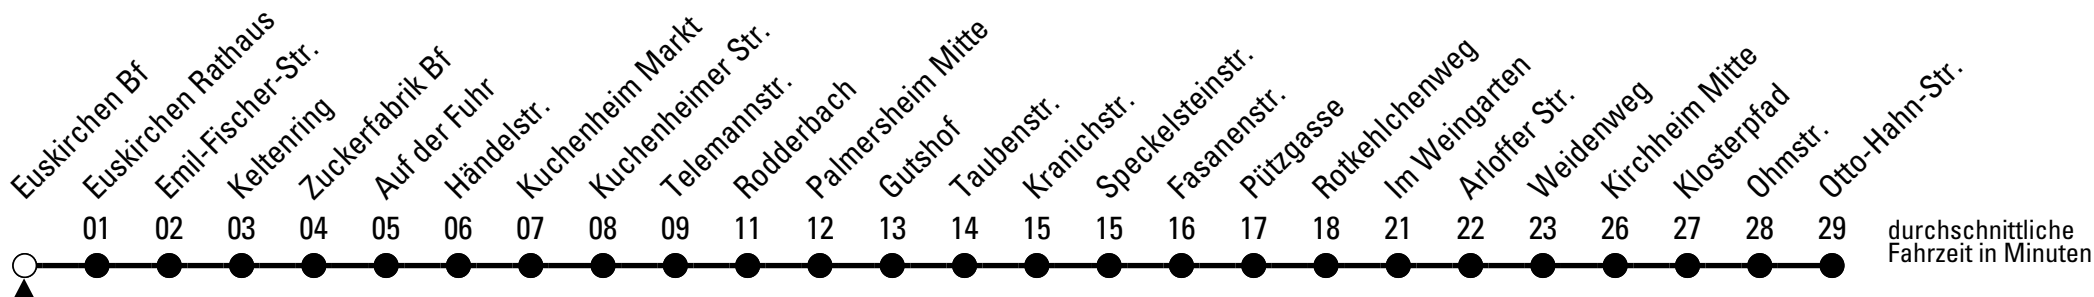 Euskirchen Bf
Euskirchen Rathaus
Emil-Fischer-Str.
Keltenring
Zuckerfabrik Bf
Auf der Fuhr
Händelstr.
Kuchenheim Markt
Kuchenheimer Str.
Telemannstr.
Rodderbach
Palmersheim Mitte
Gutshof
Taubenstr.
Kranichstr.
Speckelsteinstr.
Fasanenstr.
Pützgasse
Rotkehlchenweg
Im Weingarten
Arloffer Str.
Weidenweg
Kirchheim Mitte
Klosterpfad
Ohmstr.
Otto-Hahn-Str.
01 02 03 04 05 06 07 08 09 11 12 13 14 15 15 16 17 18 21 22 23 26 27 28 29
durchschnittliche
Fahrzeit in Minuten